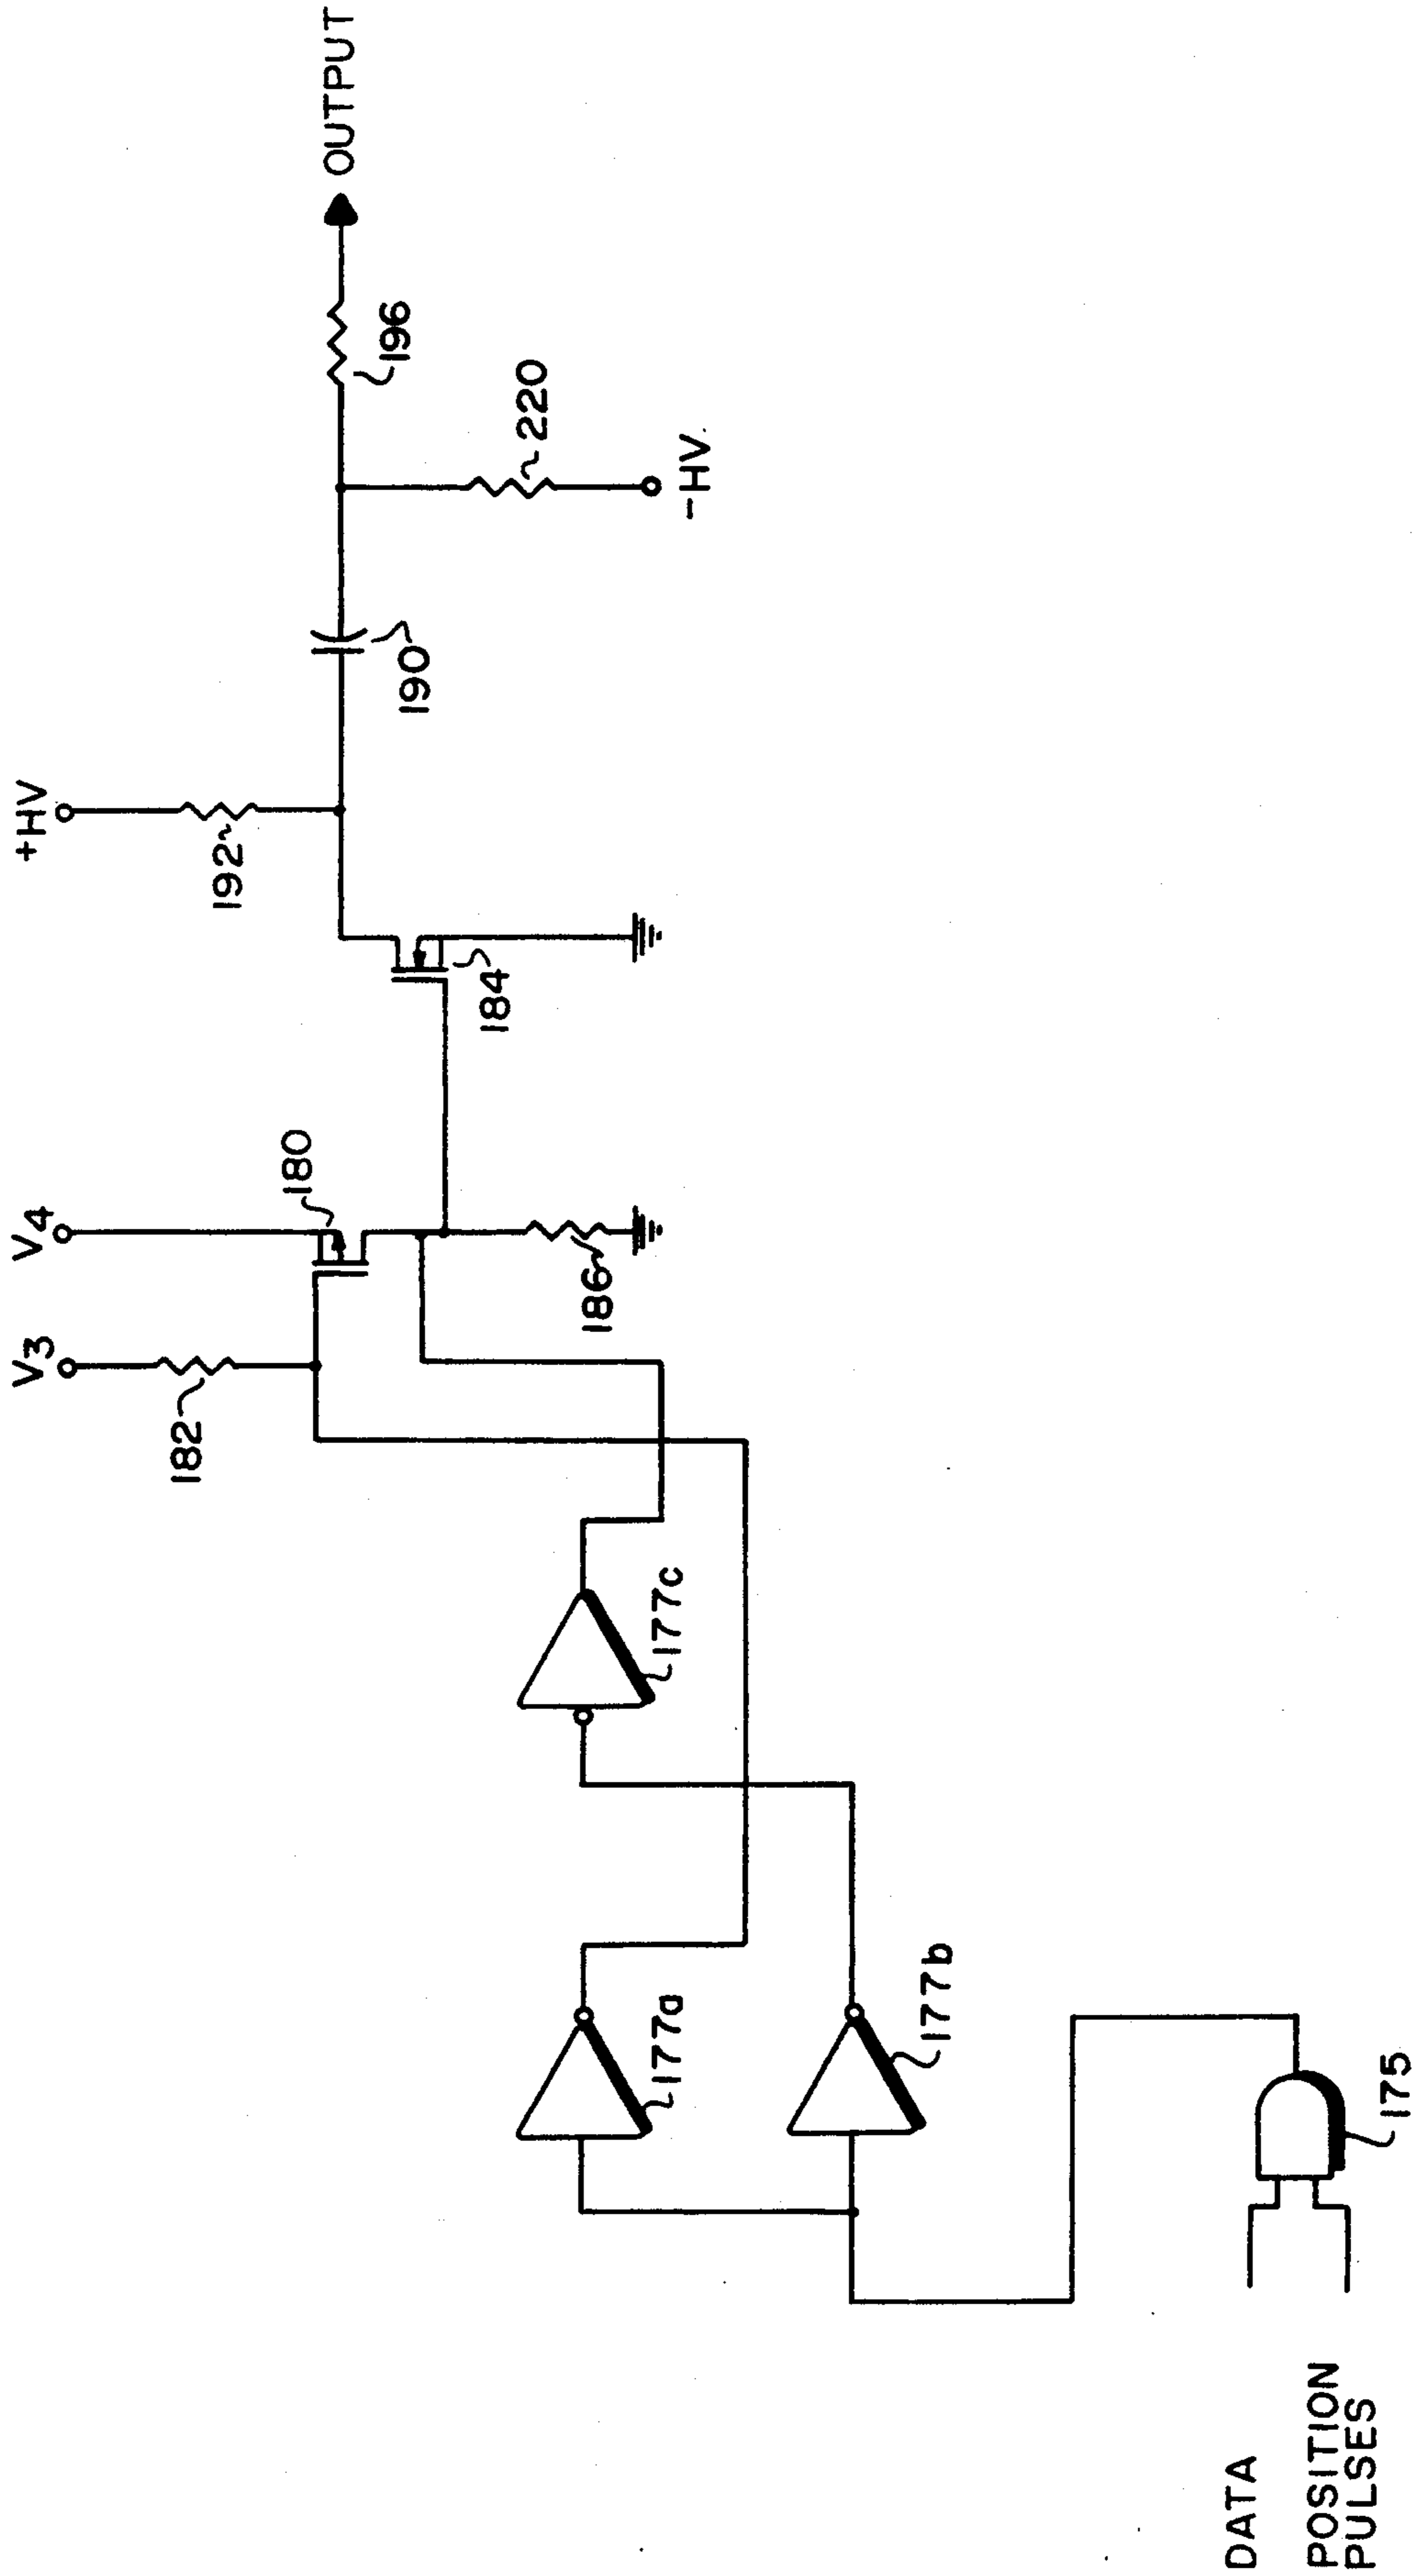 +HV
V4
V3
192
180
182
OUTPUT
196
190
184
220
-HV
186
177c
177a
177b
175
DATA
POSITION
PULSES